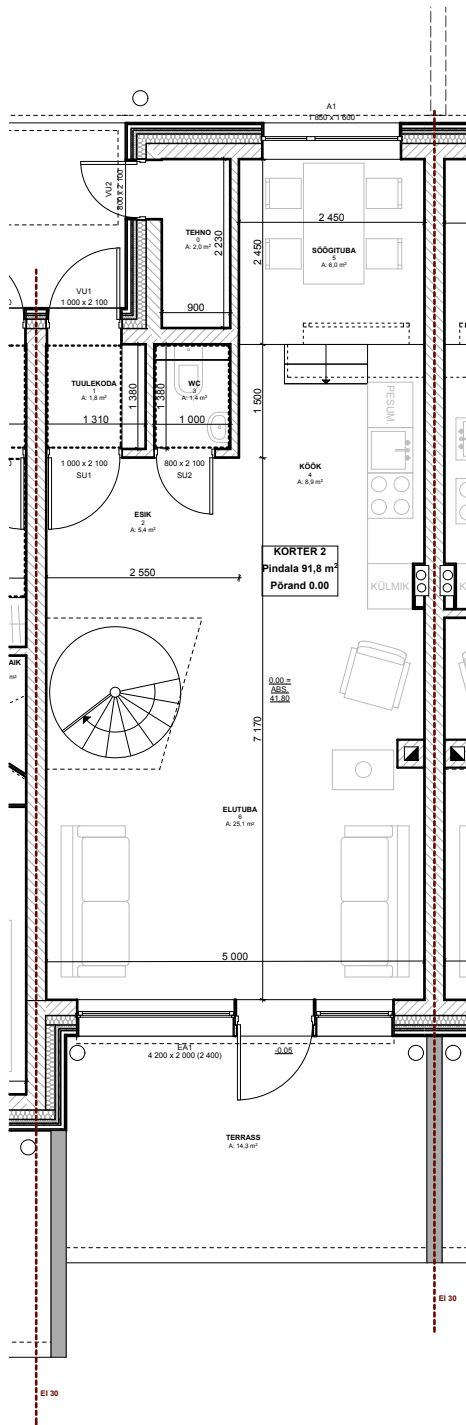 A1
1 850 x 1 600
VU2
800 x 2 100
TEHNO
0
A: 2,0 m²
2 230
900
2 450
2 450
SÖÖGITUBA
5
A: 6,0 m²
VU1
1 000 x 2 100
TUULEKODA
1
A: 1,8 m²
1 310
1 380
1 380
WC
3
A: 1,4 m²
1 000
1 500
PESUM.
1 000 x 2 100
SU1
800 x 2 100
SU2
KÖÖK
4
A: 8,9 m²
ESIK
2
A: 5,4 m²
KORTER 2
Pindala 91,8 m²
Põrand 0.00
2 550
KÜLMIK
K
AIK
m²
0.00 =
ABS.
41,80
7 170
ELUTUBA
6
A: 25,1 m²
5 000
EA1
4 200 x 2 000 (2 400)
-0.05
TERRASS
A: 14,3 m²
EI 30
EI 30